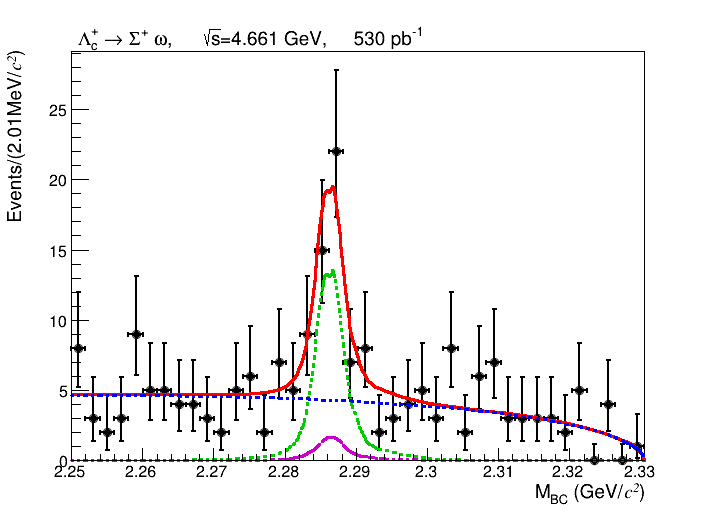 Λc+ → Σ+ ω, √s=4.661 GeV, 530 pb-1
Events/(2.01MeV/c²)
25
20
15
10
5
0
2.25 2.26 2.27 2.28 2.29 2.3 2.31 2.32 2.33
MBC (GeV/c²)